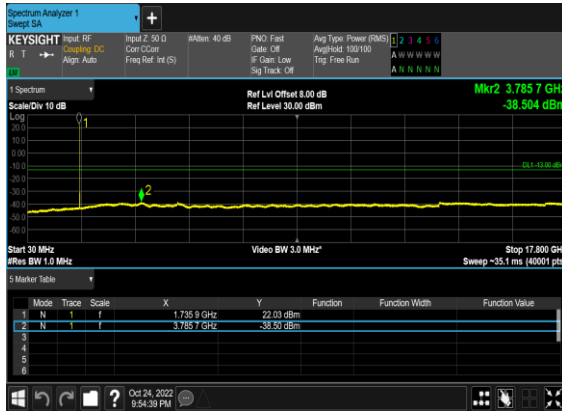 Spectrum Analyzer 1
Swept SA
+
KEYSIGHT Input: RF Input Z: 50 Ω #Atten: 40 dB PNO: Fast Avg Type: Power (RMS) 1 2 3 4 5 6
R T Coupling: DC Corr CCorr Gate: Off Avg|Hold: 100/100 A W W W W W
Align: Auto Freq Ref: Int (S) IF Gain: Low Trig: Free Run
LXI Sig Track: Off A N N N N N
1 Spectrum Ref Lvl Offset 8.00 dB Mkr2 3.785 7 GHz
Scale/Div 10 dB Ref Level 30.00 dBm -38.504 dBm
Log
1
20.0
10.0
0.00
-10.0
DL1 -13.00 dBm
-20.0
-30.0
2
-40.0
-50.0
-60.0
Start 30 MHz Video BW 3.0 MHz* Stop 17.800 GHz
#Res BW 1.0 MHz Sweep ~35.1 ms (40001 pts)
5 Marker Table
Mode Trace Scale X Y Function Function Width Function Value
1 N 1 f 1.735 9 GHz 22.03 dBm
2 N 1 f 3.785 7 GHz -38.50 dBm
3
4
5
6
? Oct 24, 2022
9:54:39 PM